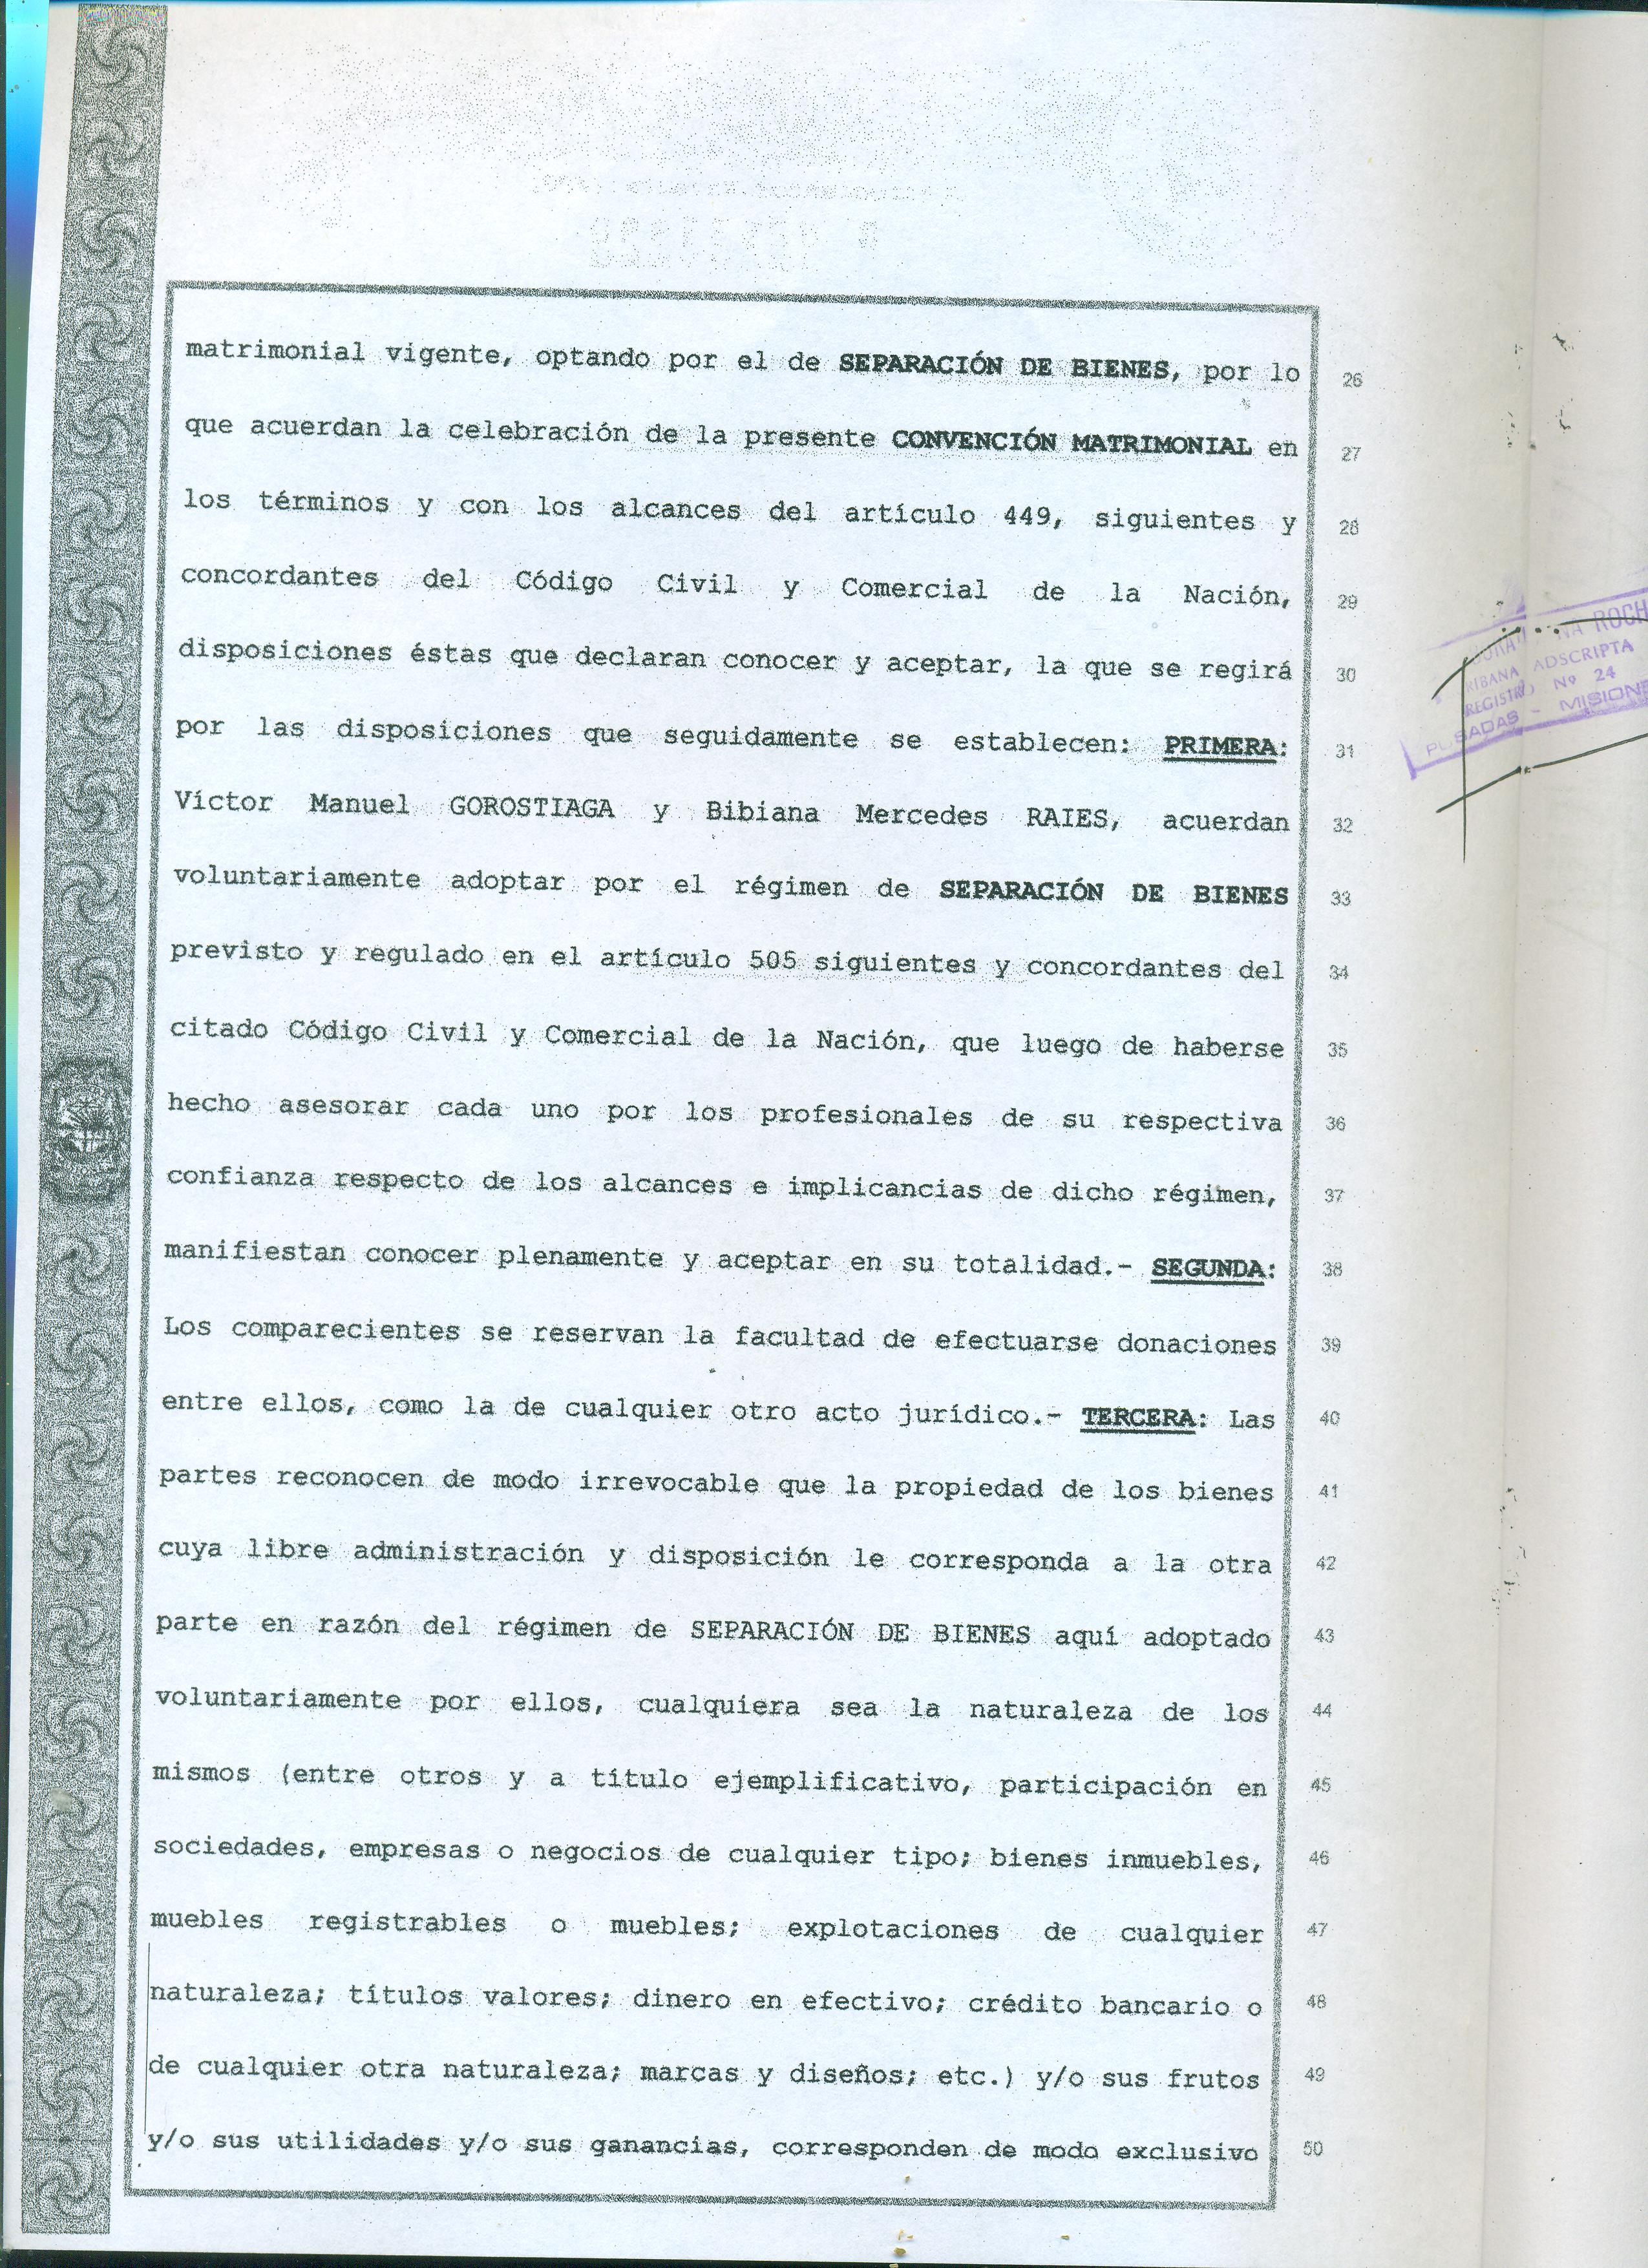 matrimonial vigente, optando por el de SEPARACIÓN DE BIENES, por lo 26
que acuerdan la celebración de la presente CONVENCIÓN MATRIMONIAL en 27
los términos y con los alcances del artículo 449, siguientes y 28
concordantes del Código Civil y Comercial de la Nación, 29
disposiciones éstas que declaran conocer y aceptar, la que se regirá 30
por las disposiciones que seguidamente se establecen: PRIMERA: 31
Víctor Manuel GOROSTIAGA y Bibiana Mercedes RAIES, acuerdan 32
voluntariamente adoptar por el régimen de SEPARACIÓN DE BIENES 33
previsto y regulado en el artículo 505 siguientes y concordantes del 34
citado Código Civil y Comercial de la Nación, que luego de haberse 35
hecho asesorar cada uno por los profesionales de su respectiva 36
confianza respecto de los alcances e implicancias de dicho régimen, 37
manifiestan conocer plenamente y aceptar en su totalidad.- SEGUNDA: 38
Los comparecientes se reservan la facultad de efectuarse donaciones 39
entre ellos, como la de cualquier otro acto jurídico.- TERCERA: Las 40
partes reconocen de modo irrevocable que la propiedad de los bienes 41
cuya libre administración y disposición le corresponda a la otra 42
parte en razón del régimen de SEPARACIÓN DE BIENES aquí adoptado 43
voluntariamente por ellos, cualquiera sea la naturaleza de los 44
mismos (entre otros y a título ejemplificativo, participación en 45
sociedades, empresas o negocios de cualquier tipo; bienes inmuebles, 46
muebles registrables o muebles; explotaciones de cualquier 47
naturaleza; títulos valores; dinero en efectivo; crédito bancario o 48
de cualquier otra naturaleza; marcas y diseños; etc.) y/o sus frutos 49
y/o sus utilidades y/o sus ganancias, corresponden de modo exclusivo 50
ROCH
RIBANA ADSCRIPTA
REGISTRO Nº 24
SADAS - MISIONE